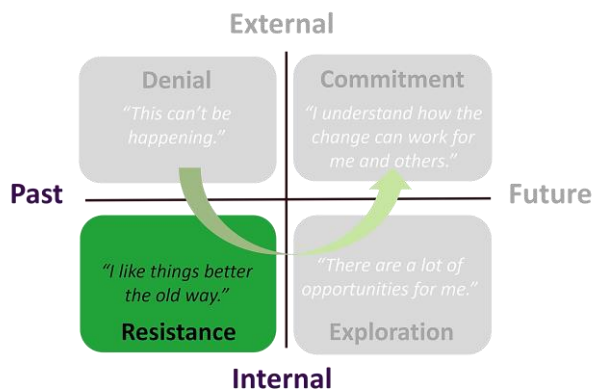 External
Denial
“This can’t be
happening.”
Commitment
“I understand how the
change can work for
me and others.”
Past
Future
“I like things better
the old way.”
Resistance
“There are a lot of
opportunities for me.”
Exploration
Internal